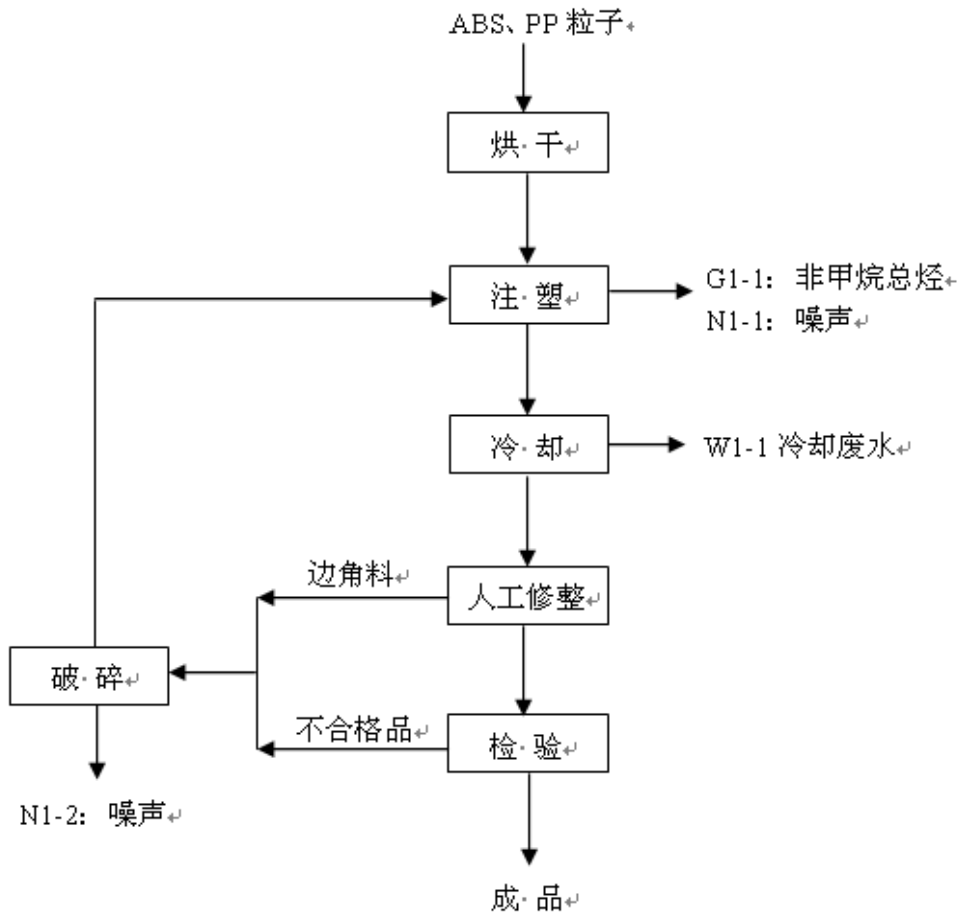 ABS、PP 粒子
烘干
注塑
G1-1：非甲烷总烃
N1-1：噪声
冷却
W1-1 冷却废水
边角料
人工修整
破碎
不合格品
检验
N1-2：噪声
成品